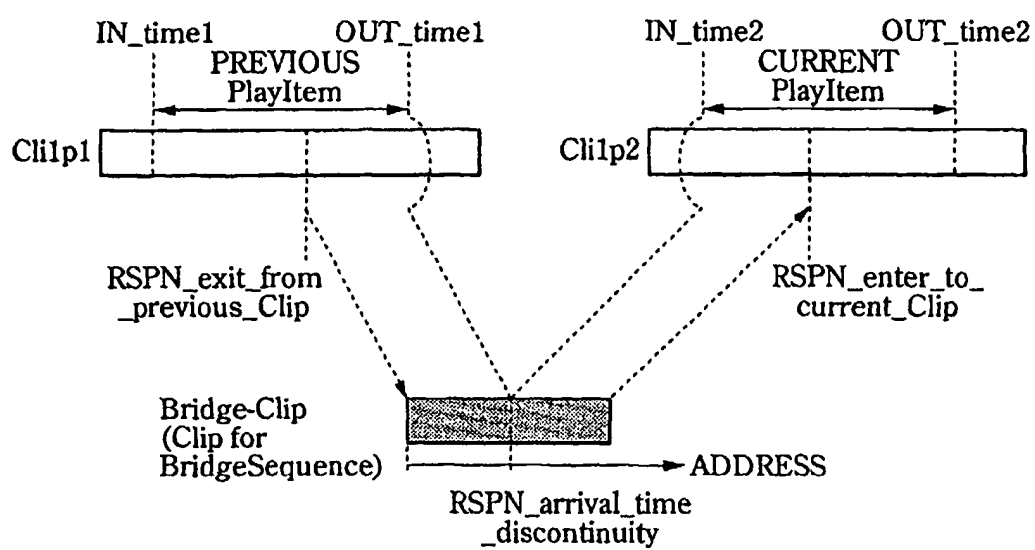 IN_time1 OUT_time1 IN_time2 OUT_time2
PREVIOUS
PlayItem
CURRENT
PlayItem
Cli1p1
Cli1p2
RSPN_exit_from
_previous_Clip
RSPN_enter_to_
current_Clip
Bridge-Clip
(Clip for
BridgeSequence)
ADDRESS
RSPN_arrival_time
_discontinuity